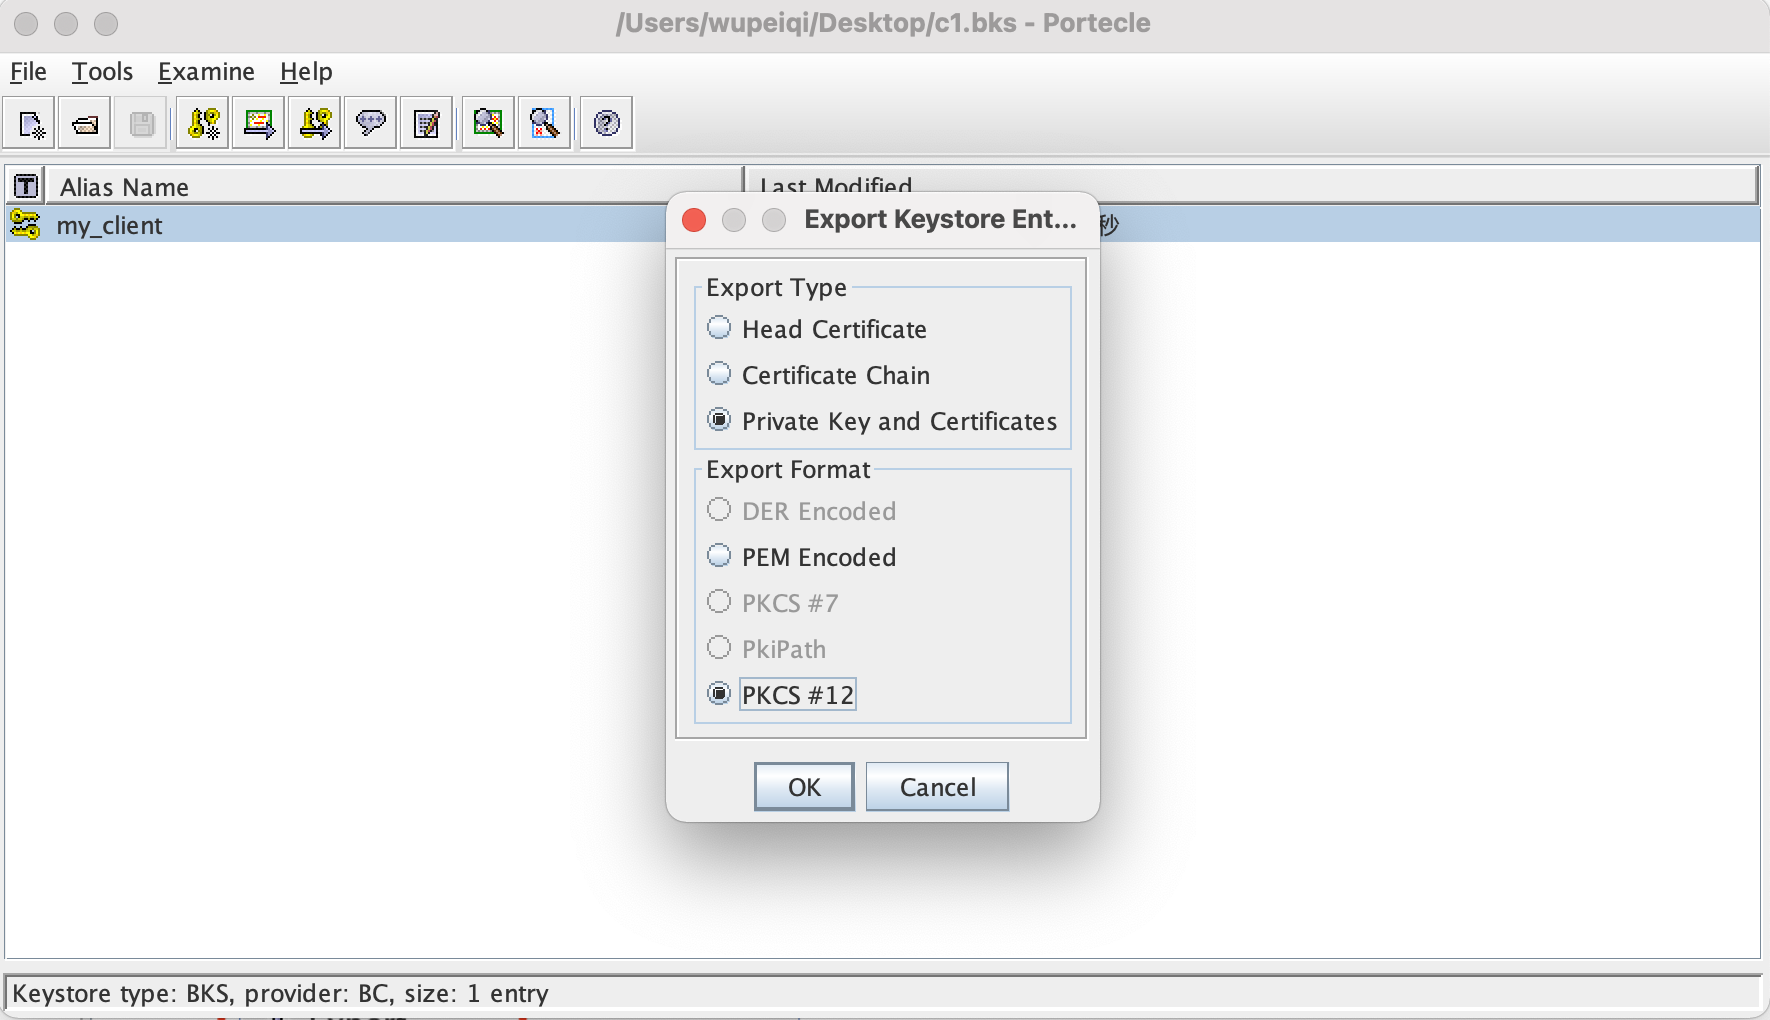 /Users/wupeiqi/Desktop/c1.bks - Portecle
File Tools Examine Help
T Alias Name Last Modified
my_client 秒
Export Keystore Ent...
Export Type
Head Certificate
Certificate Chain
Private Key and Certificates
Export Format
DER Encoded
PEM Encoded
PKCS #7
PkiPath
PKCS #12
OK Cancel
Keystore type: BKS, provider: BC, size: 1 entry